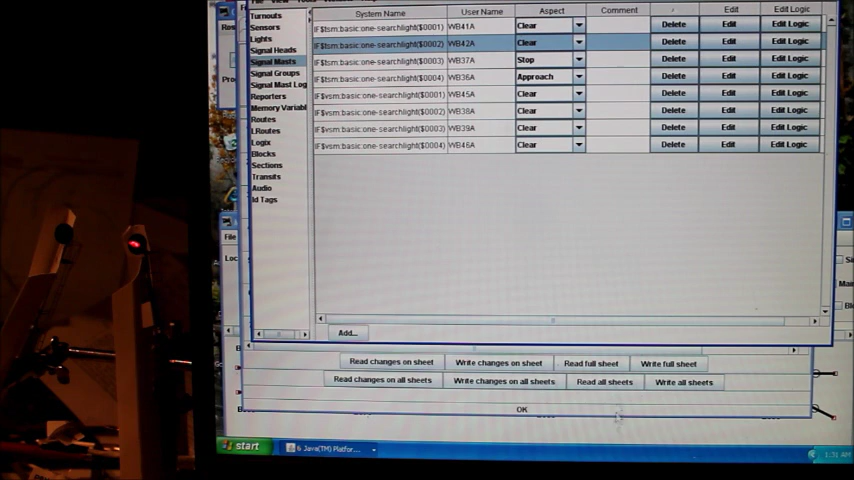 System Name User Name Aspect Comment Edit Edit Logic
Turnouts
Sensors
Lights
Signal Heads
Signal Masts
Signal Groups
Signal Mast Log
Reporters
Memory Variabl
Routes
LRoutes
Logix
Blocks
Sections
Transits
Audio
Id Tags
IF$tsm:basic:one-searchlight($0001) WB41A Clear Delete Edit Edit Logic
IF$tsm:basic:one-searchlight($0002) WB42A Clear Delete Edit Edit Logic
IF$tsm:basic:one-searchlight($0003) WB37A Stop Delete Edit Edit Logic
IF$tsm:basic:one-searchlight($0004) WB36A Approach Delete Edit Edit Logic
IF$vsm:basic:one-searchlight($0001) WB45A Clear Delete Edit Edit Logic
IF$vsm:basic:one-searchlight($0002) WB38A Clear Delete Edit Edit Logic
IF$vsm:basic:one-searchlight($0003) WB39A Clear Delete Edit Edit Logic
IF$vsm:basic:one-searchlight($0004) WB46A Clear Delete Edit Edit Logic
File
Add...
Read changes on sheet Write changes on sheet Read full sheet Write full sheet
Read changes on all sheets Write changes on all sheets Read all sheets Write all sheets
OK
start 6 Java(TM) Platfor... 1:31 AM